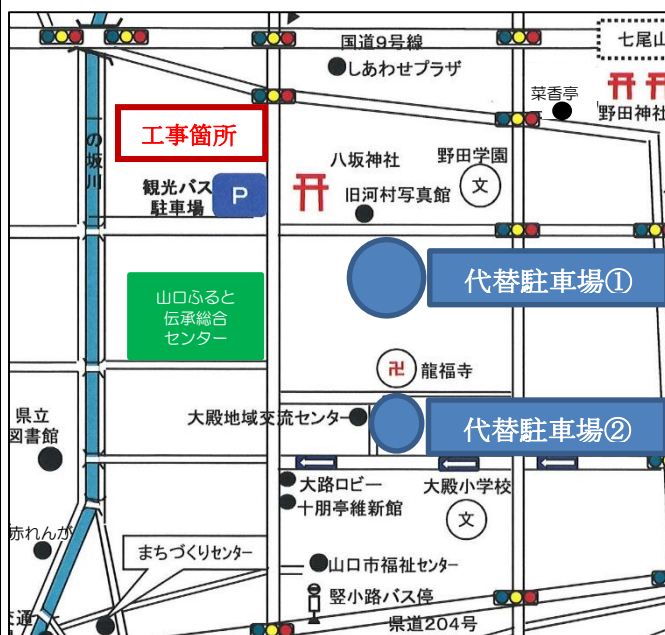 国道9号線
七尾山
しあわせプラザ
菜香亭
野田神社
工事箇所
一の坂川
八坂神社
野田学園
文
観光バス
駐車場
P
旧河村写真館
代替駐車場①
山口ふると
伝承総合
センター
卍
龍福寺
県立
図書館
大殿地域交流センター
代替駐車場②
大路ロビー
十朋亭維新館
大殿小学校
文
赤れんが
まちづくりセンター
山口市福祉センター
竪小路バス停
交通
県道204号